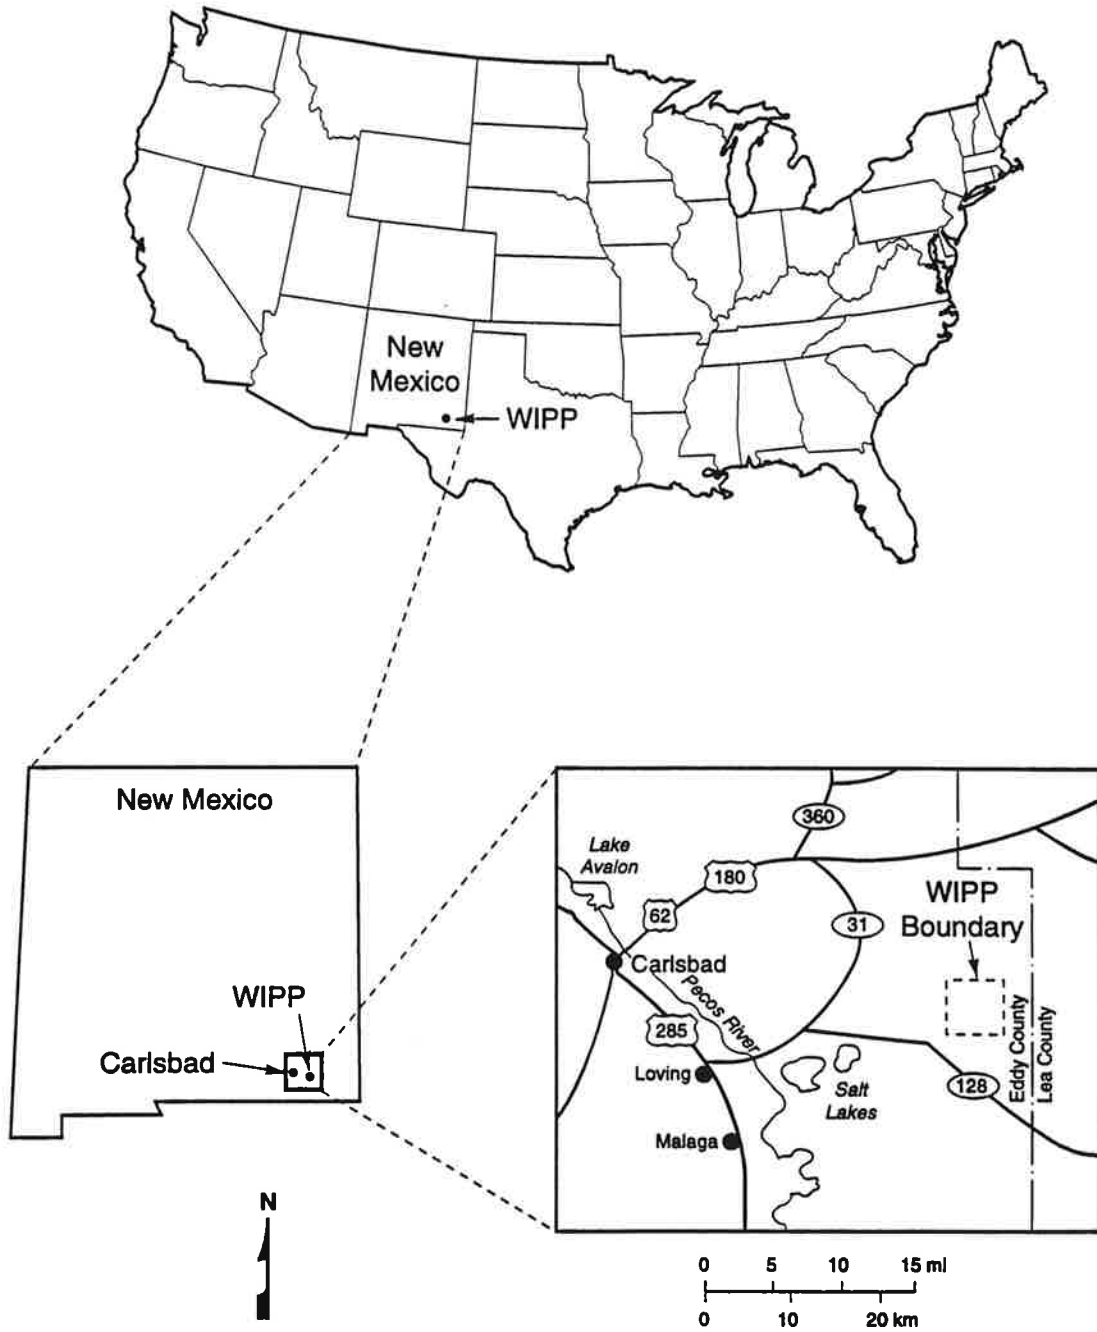 New
Mexico
WIPP
New Mexico
WIPP
Carlsbad
N
360
Lake
Avalon
180
62
WIPP
Boundary
31
Carlsbad
Pecos River
285
Eddy County
Lea County
Loving
Salt
Lakes
128
Malaga
0 5 10 15 mi
0 10 20 km